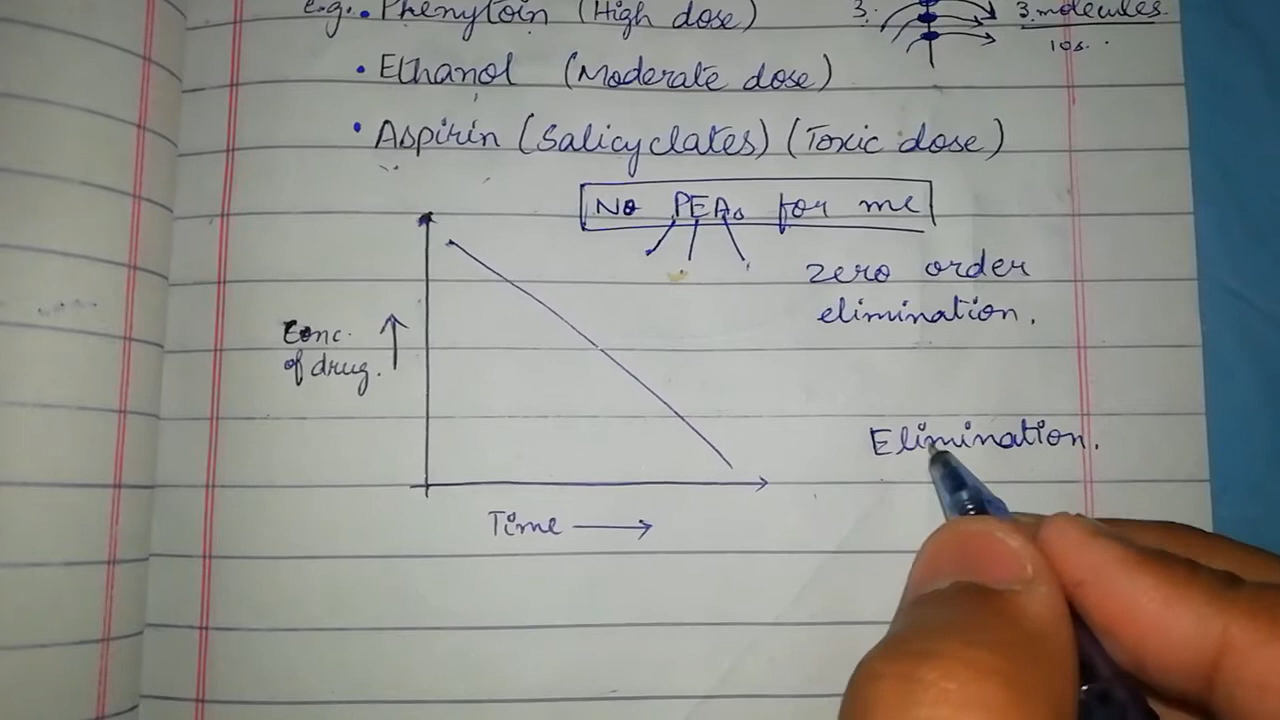 e.g. • Phenytoin (High dose)
3.
3 molecules
10s.
• Ethanol (Moderate dose)
• Aspirin (Salicyclates) (Toxic dose)
No PEAs for me
zero order
elimination.
Conc.
of drug.
Elimination.
Time